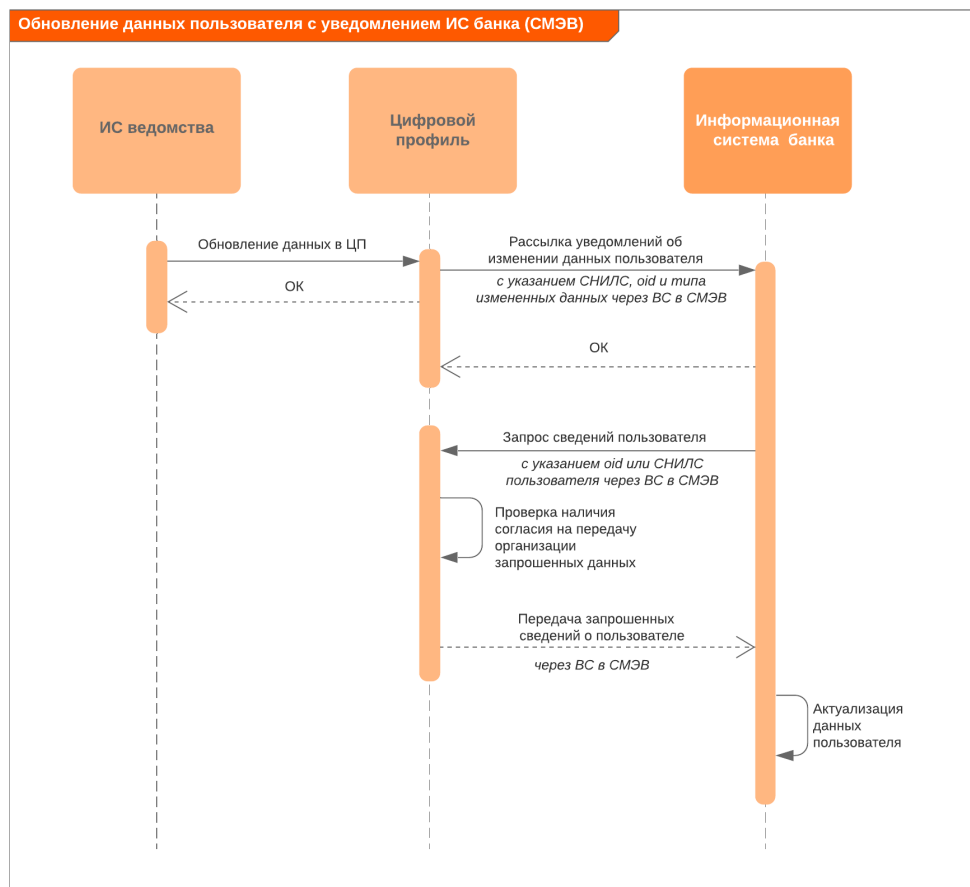 Обновление данных пользователя с уведомлением ИС банка (СМЭВ)
ИС ведомства
Цифровой
профиль
Информационная
система банка
Обновление данных в ЦП
Рассылка уведомлений об
изменении данных пользователя
с указанием СНИЛС, oid и типа
измененных данных через ВС в СМЭВ
ОК
ОК
Запрос сведений пользователя
с указанием oid или СНИЛС
пользователя через ВС в СМЭВ
Проверка наличия
согласия на передачу
организации
запрошенных данных
Передача запрошенных
сведений о пользователе
через ВС в СМЭВ
Актуализация
данных
пользователя